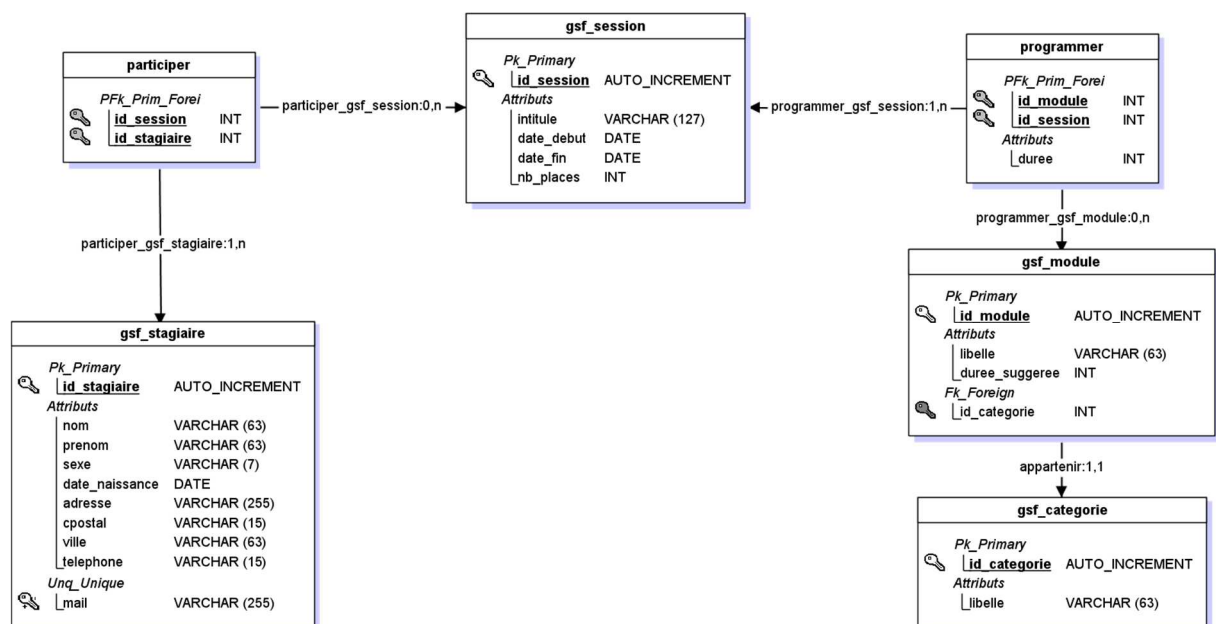 participer
PFk_Prim_Forei
id_session INT
id_stagiaire INT
participer_gsf_session:0,n
gsf_session
Pk_Primary
id_session AUTO_INCREMENT
Attributs
intitule VARCHAR (127)
date_debut DATE
date_fin DATE
nb_places INT
programmer_gsf_session:1,n
programmer
PFk_Prim_Forei
id_module INT
id_session INT
Attributs
duree INT
participer_gsf_stagiaire:1,n
programmer_gsf_module:0,n
gsf_stagiaire
Pk_Primary
id_stagiaire AUTO_INCREMENT
Attributs
nom VARCHAR (63)
prenom VARCHAR (63)
sexe VARCHAR (7)
date_naissance DATE
adresse VARCHAR (255)
cpostal VARCHAR (15)
ville VARCHAR (63)
telephone VARCHAR (15)
Unq_Unique
mail VARCHAR (255)
gsf_module
Pk_Primary
id_module AUTO_INCREMENT
Attributs
libelle VARCHAR (63)
duree_suggeree INT
Fk_Foreign
id_categorie INT
appartenir:1,1
gsf_categorie
Pk_Primary
id_categorie AUTO_INCREMENT
Attributs
libelle VARCHAR (63)